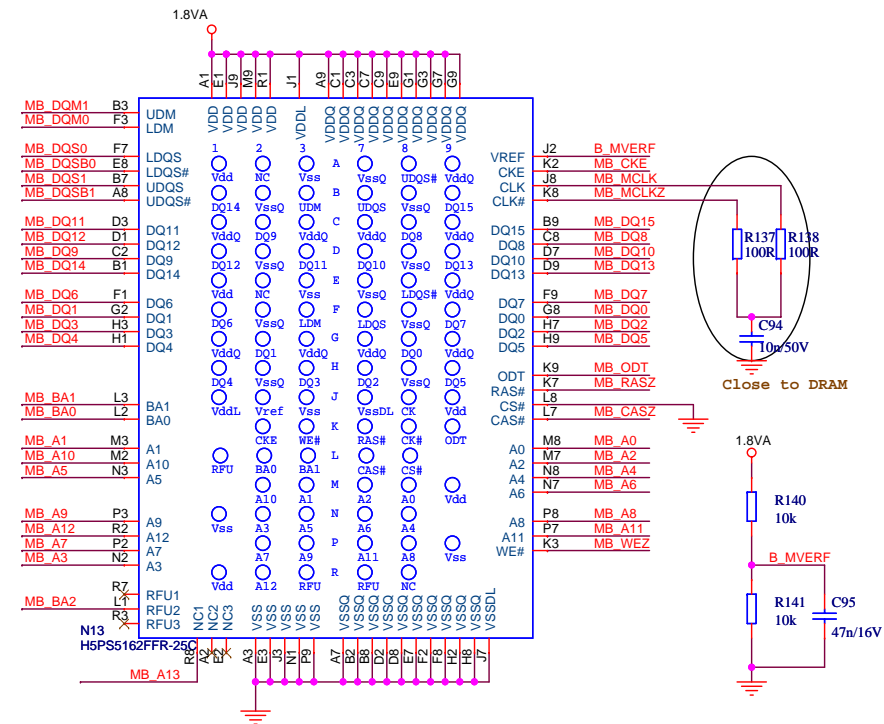 1.8VA
A1 E1 J9 M9 R1 J1 A9 C1 C3 C7 C9 E9 G1 G3 G7 G9
VDD VDD VDD VDD VDD VDDL VDDQ VDDQ VDDQ VDDQ VDDQ VDDQ VDDQ VDDQ VDDQ VDDQ
MB_DQM1 B3 UDM
MB_DQM0 F3 LDM
MB_DQS0 F7 LDQS
MB_DQSB0 E8 LDQS#
MB_DQS1 B7 UDQS
MB_DQSB1 A8 UDQS#
MB_DQ11 D3 DQ11
MB_DQ12 D1 DQ12
MB_DQ9 C2 DQ9
MB_DQ14 B1 DQ14
MB_DQ6 F1 DQ6
MB_DQ1 G2 DQ1
MB_DQ3 H3 DQ3
MB_DQ4 H1 DQ4
MB_BA1 L3 BA1
MB_BA0 L2 BA0
MB_A1 M3 A1
MB_A10 M2 A10
MB_A5 N3 A5
MB_A9 P3 A9
MB_A12 R2 A12
MB_A7 P2 A7
MB_A3 N2 A3
R7 RFU1
MB_BA2 L1 RFU2
R3 RFU3
N13
H5PS5162FFR-25C
1 2 3 7 8 9
A
Vdd NC Vss VssQ UDQS# VddQ
B
DQ14 VssQ UDM UDQS VssQ DQ15
C
VddQ DQ9 VddQ VddQ DQ8 VddQ
D
DQ12 VssQ DQ11 DQ10 VssQ DQ13
E
Vdd NC Vss VssQ LDQS# VddQ
F
DQ6 VssQ LDM LDQS VssQ DQ7
G
VddQ DQ1 VddQ VddQ DQ0 VddQ
H
DQ4 VssQ DQ3 DQ2 VssQ DQ5
J
VddL Vref Vss VssDL CK Vdd
K
CKE WE# RAS# CK# ODT
L
RFU BA0 BA1 CAS# CS#
M
A10 A1 A2 A0 Vdd
N
Vss A3 A5 A6 A4
P
A7 A9 A11 A8 Vss
R
Vdd A12 RFU RFU NC
VREF J2 B_MVERF
CKE K2 MB_CKE
CLK J8 MB_MCLK
CLK# K8 MB_MCLKZ
DQ15 B9 MB_DQ15
DQ8 C8 MB_DQ8
DQ10 D7 MB_DQ10
DQ13 D9 MB_DQ13
DQ7 F9 MB_DQ7
DQ0 G8 MB_DQ0
DQ2 H7 MB_DQ2
DQ5 H9 MB_DQ5
ODT K9 MB_ODT
RAS# K7 MB_RASZ
CS# L8
CAS# L7 MB_CASZ
A0 M8 MB_A0
A2 M7 MB_A2
A4 N8 MB_A4
A6 N7 MB_A6
A8 P8 MB_A8
A11 P7 MB_A11
WE# K3 MB_WEZ
NC1 NC2 NC3 VSS VSS VSS VSS VSS VSSQ VSSQ VSSQ VSSQ VSSQ VSSQ VSSQ VSSQ VSSQ VSSQ VSSDL
R8 A2 E2 A3 E3 J3 N1 P9 A7 B2 B8 D2 D8 E7 F2 F8 H2 H8 J7
MB_A13
R137 R138
100R 100R
C94
10n/50V
Close to DRAM
1.8VA
R140
10k
B_MVERF
R141
10k
C95
47n/16V